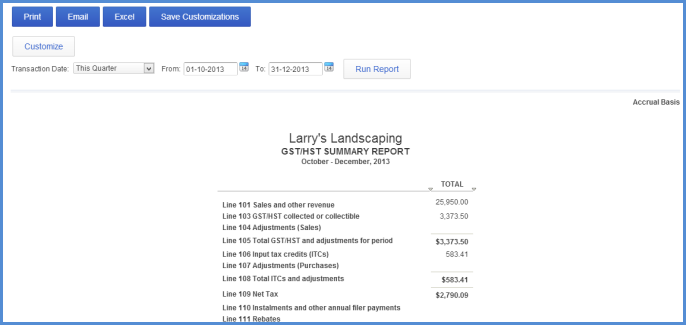 Print Email Excel Save Customizations
Customize
Transaction Date: This Quarter From: 01-10-2013 To: 31-12-2013 Run Report
Accrual Basis
Larry's Landscaping
GST/HST SUMMARY REPORT
October - December, 2013
TOTAL
Line 101 Sales and other revenue 25,950.00
Line 103 GST/HST collected or collectible 3,373.50
Line 104 Adjustments (Sales)
Line 105 Total GST/HST and adjustments for period $3,373.50
Line 106 Input tax credits (ITCs) 583.41
Line 107 Adjustments (Purchases)
Line 108 Total ITCs and adjustments $583.41
Line 109 Net Tax $2,790.09
Line 110 Instalments and other annual filer payments
Line 111 Rebates